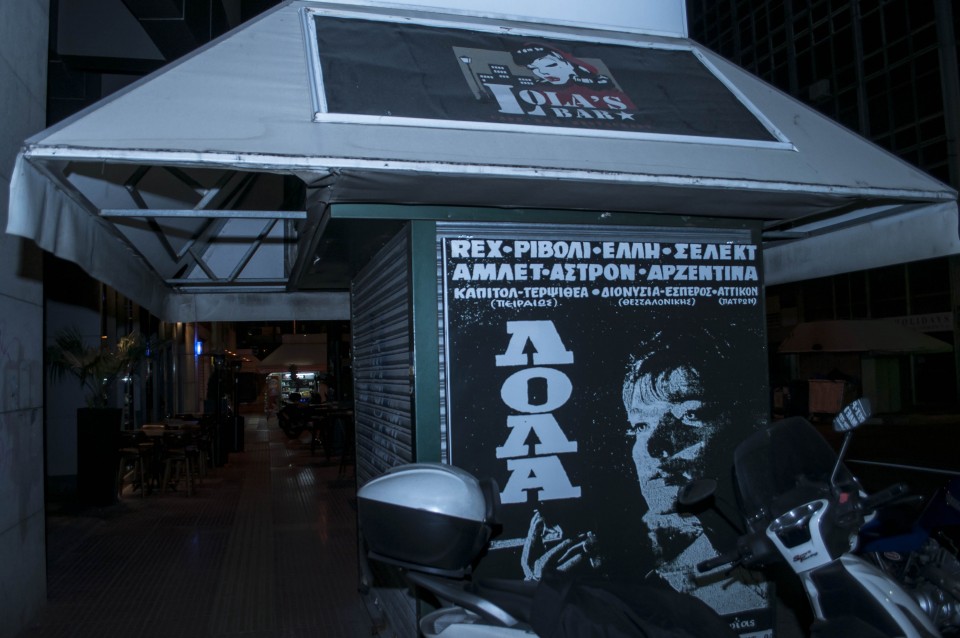 LOLA'S
BAR
REX•ΡΙΒΟΛΙ•ΕΛΛΗ•ΣΕΛΕΚΤ
ΑΜΛΕΤ•ΑΣΤΡΟΝ•ΑΡΖΕΝΤΙΝΑ
ΚΑΠΙΤΟΛ-ΤΕΡΨΙΘΕΑ•ΔΙΟΝΥΣΙΑ-ΕΣΠΕΡΟΣ-ΑΤΤΙΚΟΝ
(ΠΕΙΡΑΙΩΣ) (ΘΕΣΣΑΛΟΝΙΚΗΣ) (ΠΑΤΡΩΝ)
ΛΟΛΑ